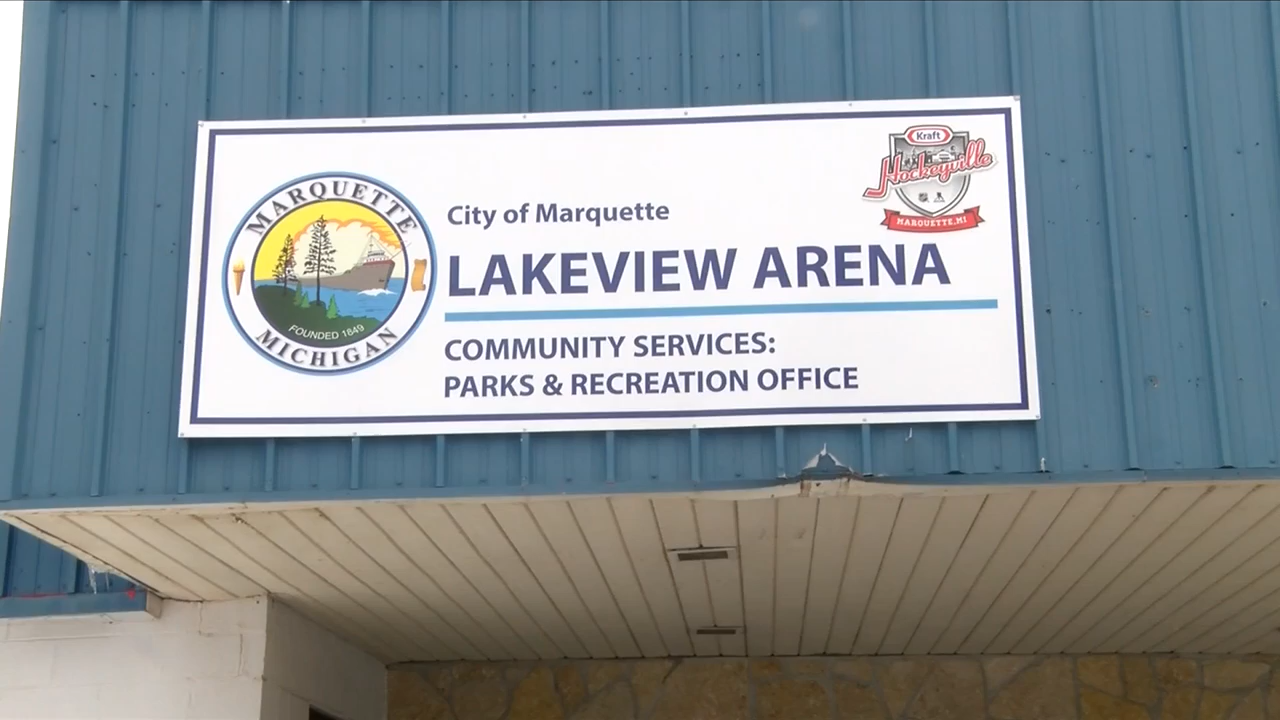 MARQUETTE
MICHIGAN
FOUNDED 1849
City of Marquette
LAKEVIEW ARENA
COMMUNITY SERVICES:
PARKS & RECREATION OFFICE
Kraft
Hockeyville
MARQUETTE, MI